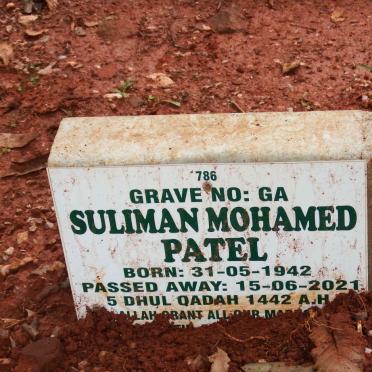 786
GRAVE NO: GA
SULIMAN MOHAMED
PATEL
BORN: 31-05-1942
PASSED AWAY: 15-06-2021
5 DHUL QADAH 1442 A.H
ALLAH GRANT ALL OUR